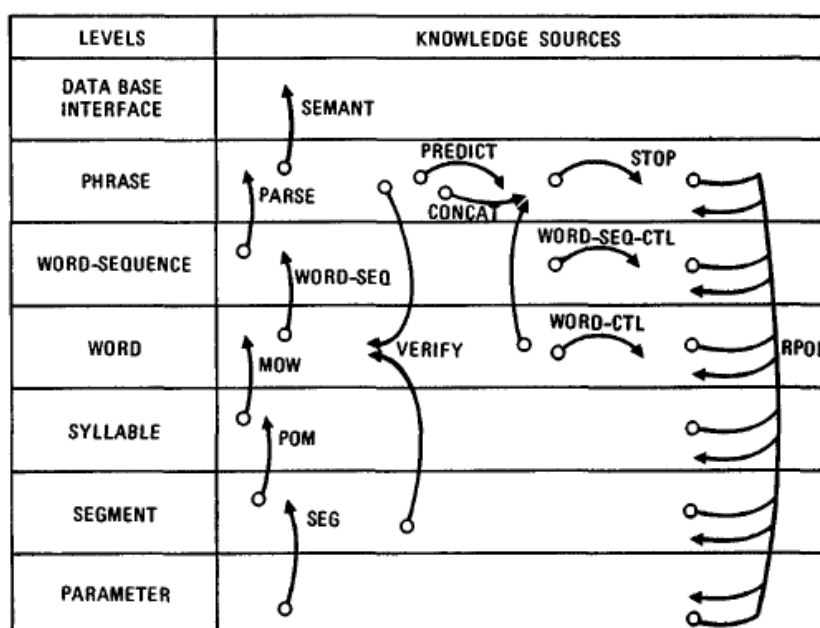 LEVELS
KNOWLEDGE SOURCES
DATA BASE
INTERFACE
SEMANT
PHRASE
PARSE
PREDICT
CONCAT
STOP
WORD-SEQUENCE
WORD-SEQ
WORD-SEQ-CTL
WORD
MOW
VERIFY
WORD-CTL
RPOL
SYLLABLE
POM
SEGMENT
SEG
PARAMETER